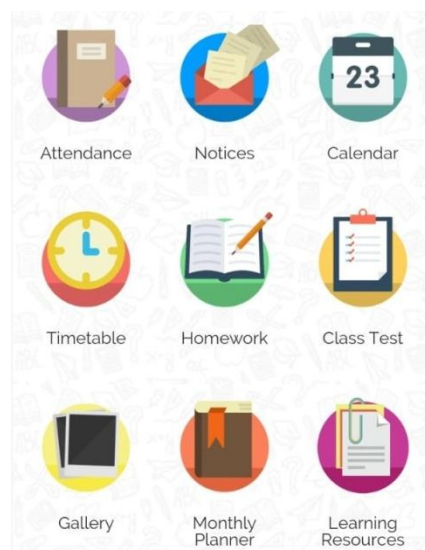 Attendance
Notices
23
Calendar
Timetable
Homework
Class Test
Gallery
Monthly
Planner
Learning
Resources